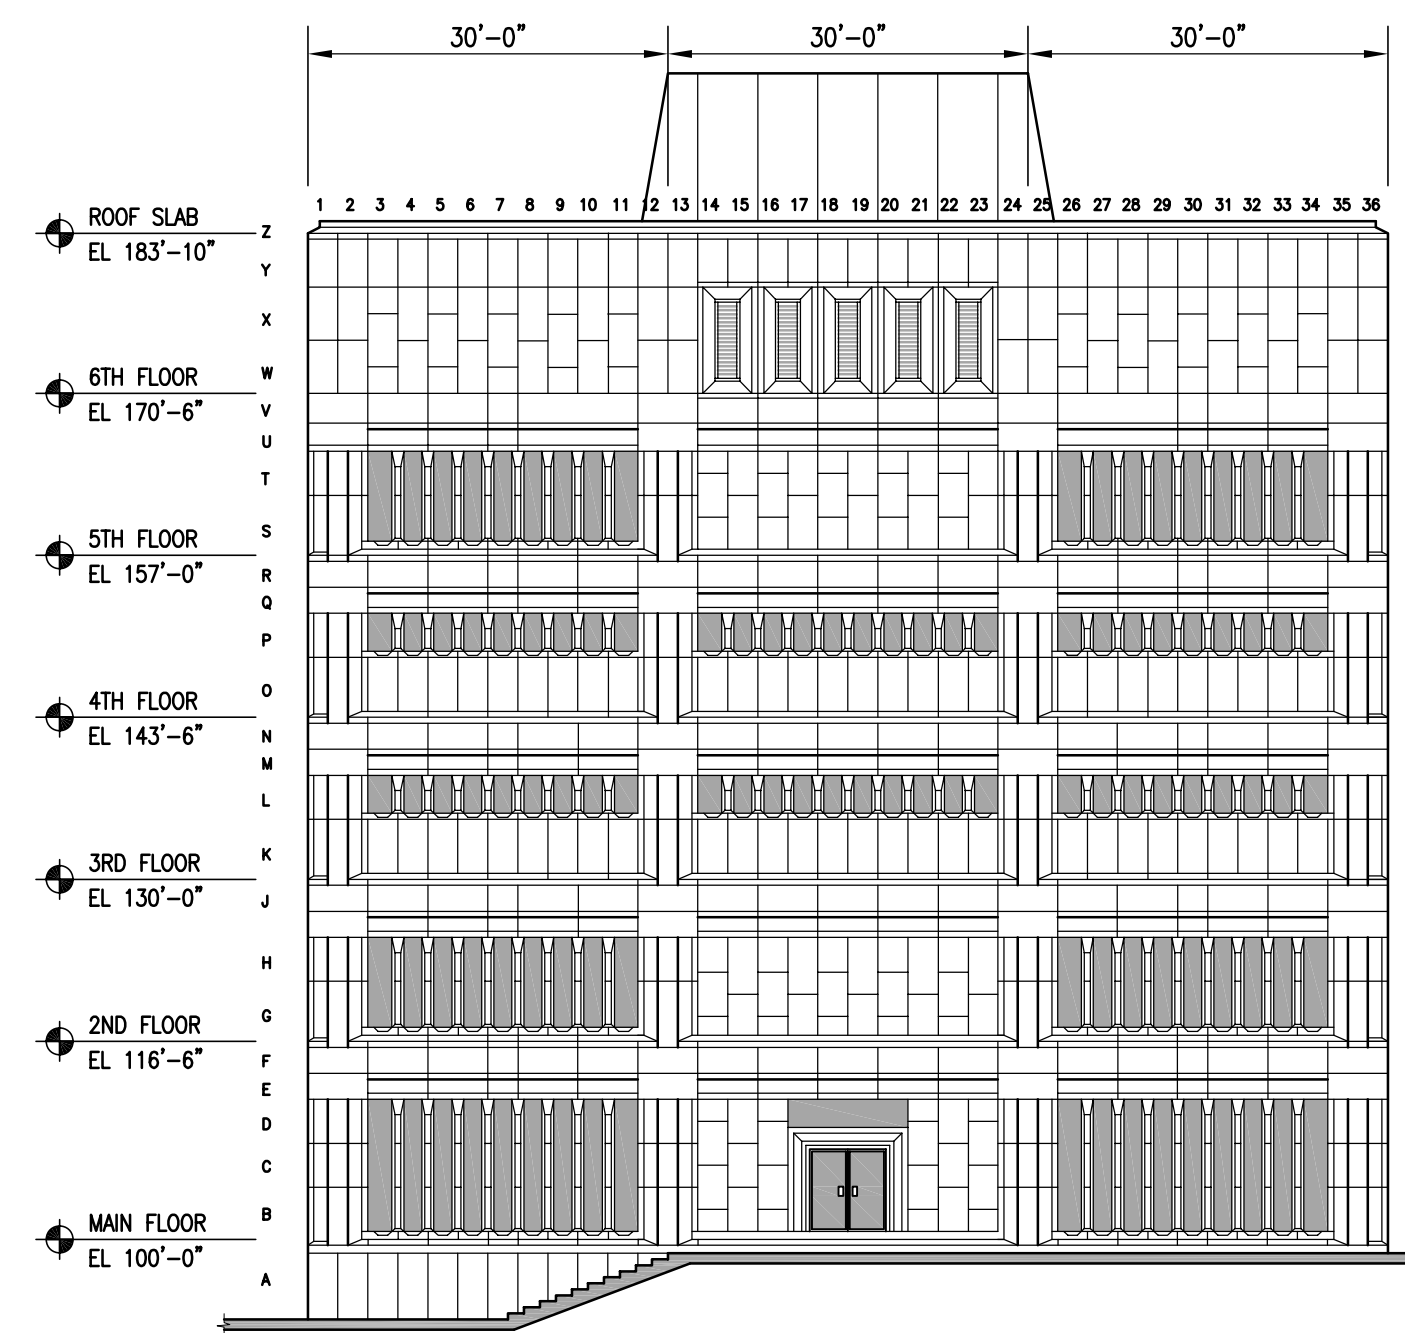 30'-0" 30'-0" 30'-0"
1 2 3 4 5 6 7 8 9 10 11 12 13 14 15 16 17 18 19 20 21 22 23 24 25 26 27 28 29 30 31 32 33 34 35 36
ROOF SLAB
EL 183'-10"
Z
Y
X
W
6TH FLOOR
EL 170'-6"
V
U
T
S
5TH FLOOR
EL 157'-0"
R
Q
P
O
4TH FLOOR
EL 143'-6"
N
M
L
K
3RD FLOOR
EL 130'-0"
J
H
G
2ND FLOOR
EL 116'-6"
F
E
D
C
B
MAIN FLOOR
EL 100'-0"
A